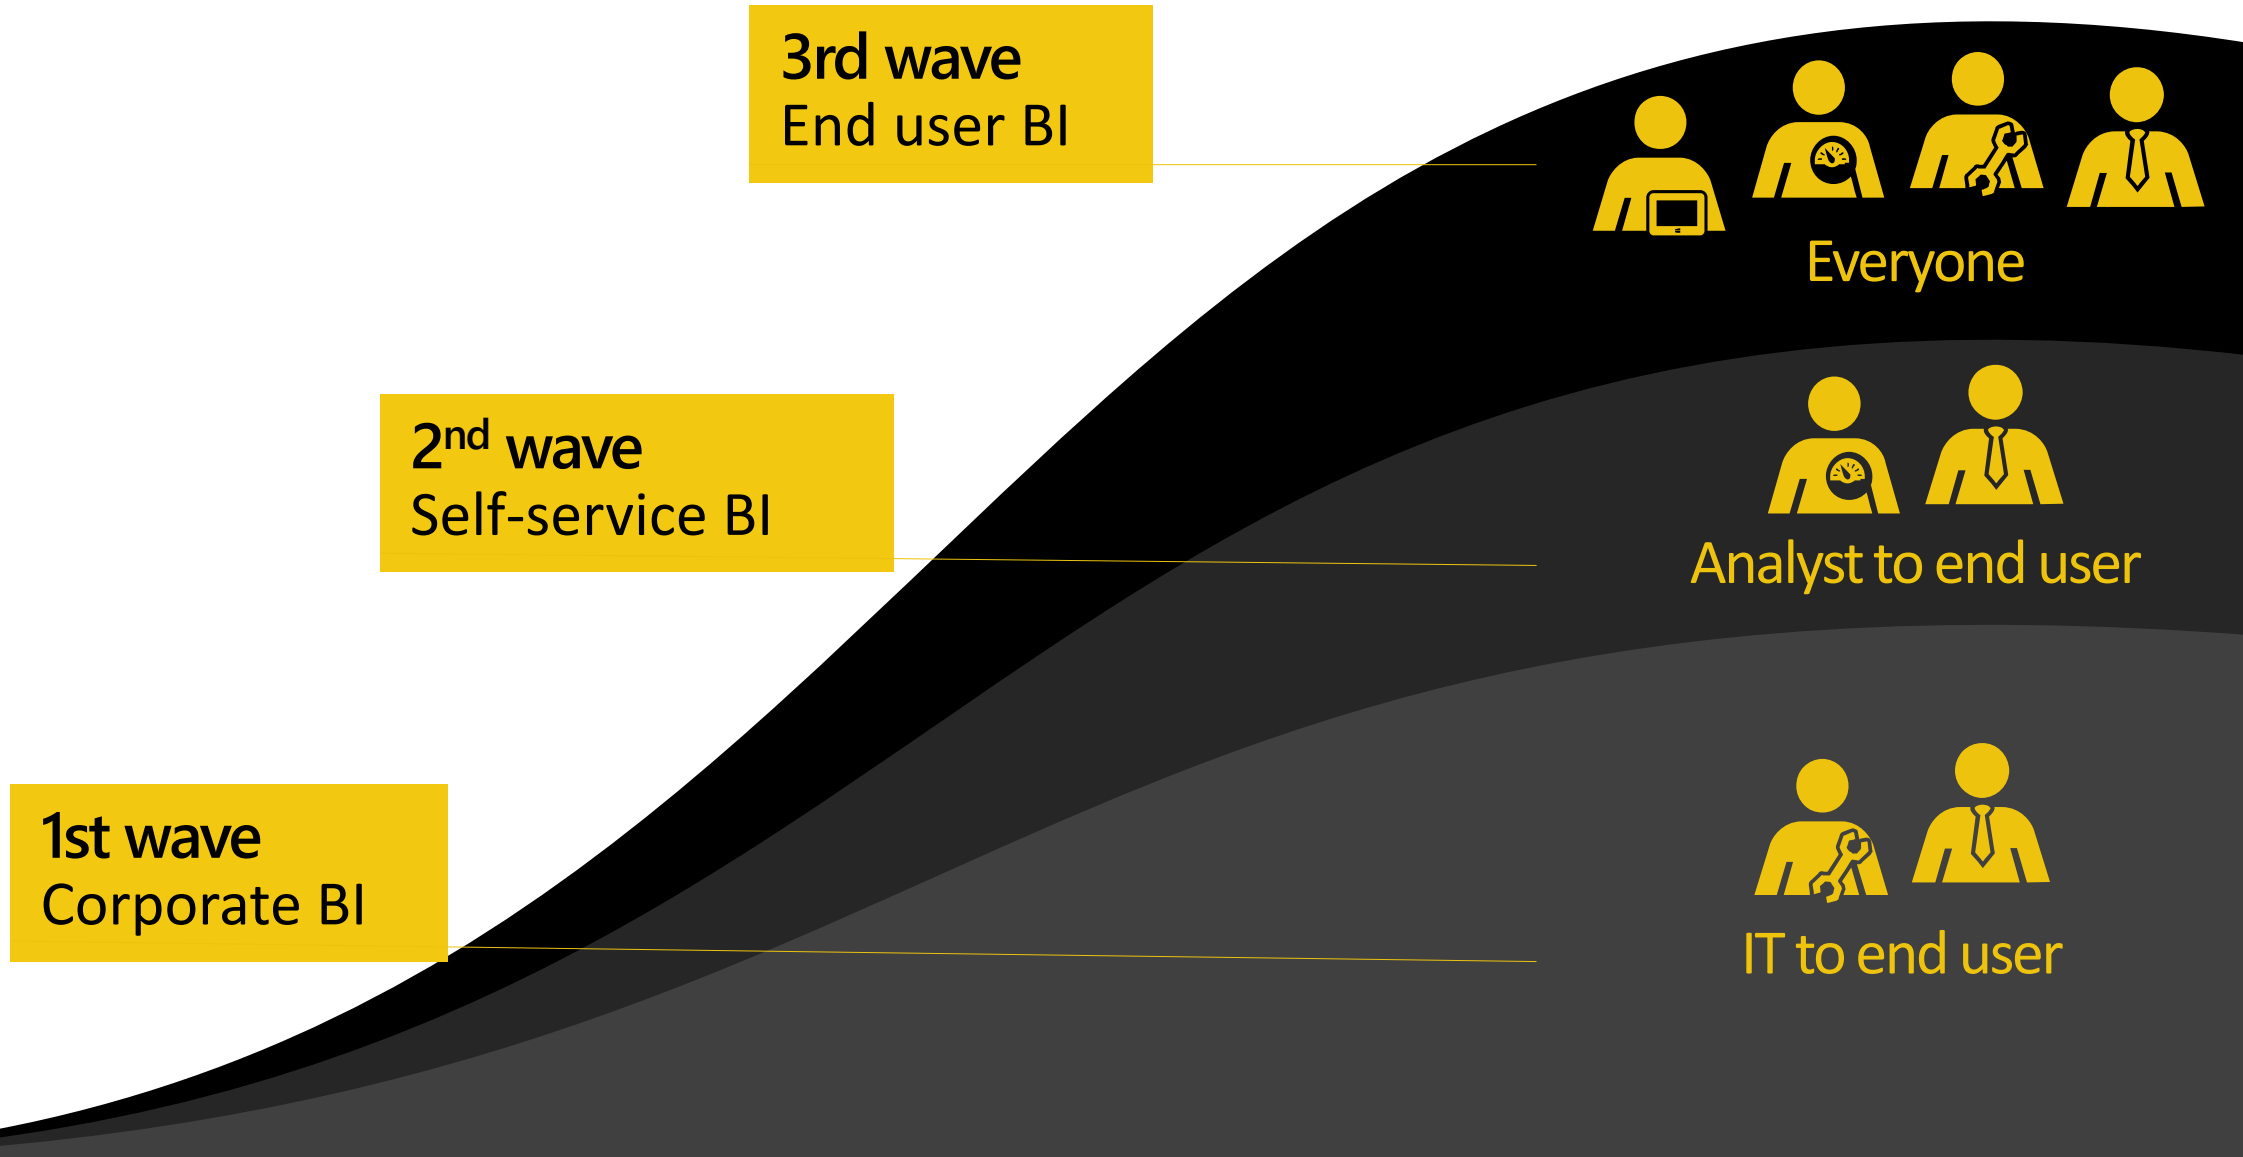 3rd wave
End user BI
Everyone
2nd wave
Self-service BI
Analyst to end user
1st wave
Corporate BI
IT to end user